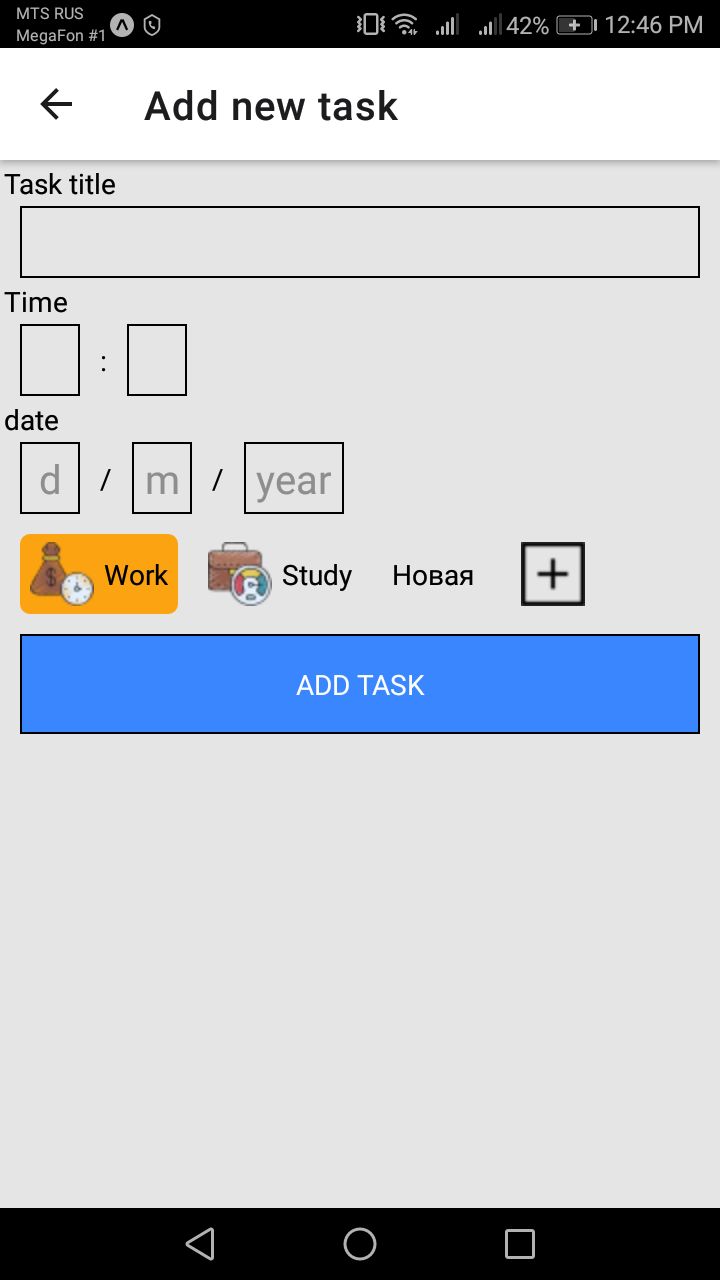 MTS RUS
MegaFon #1
42% 12:46 PM
Add new task
Task title
Time
:
date
d / m / year
Work Study Новая
ADD TASK